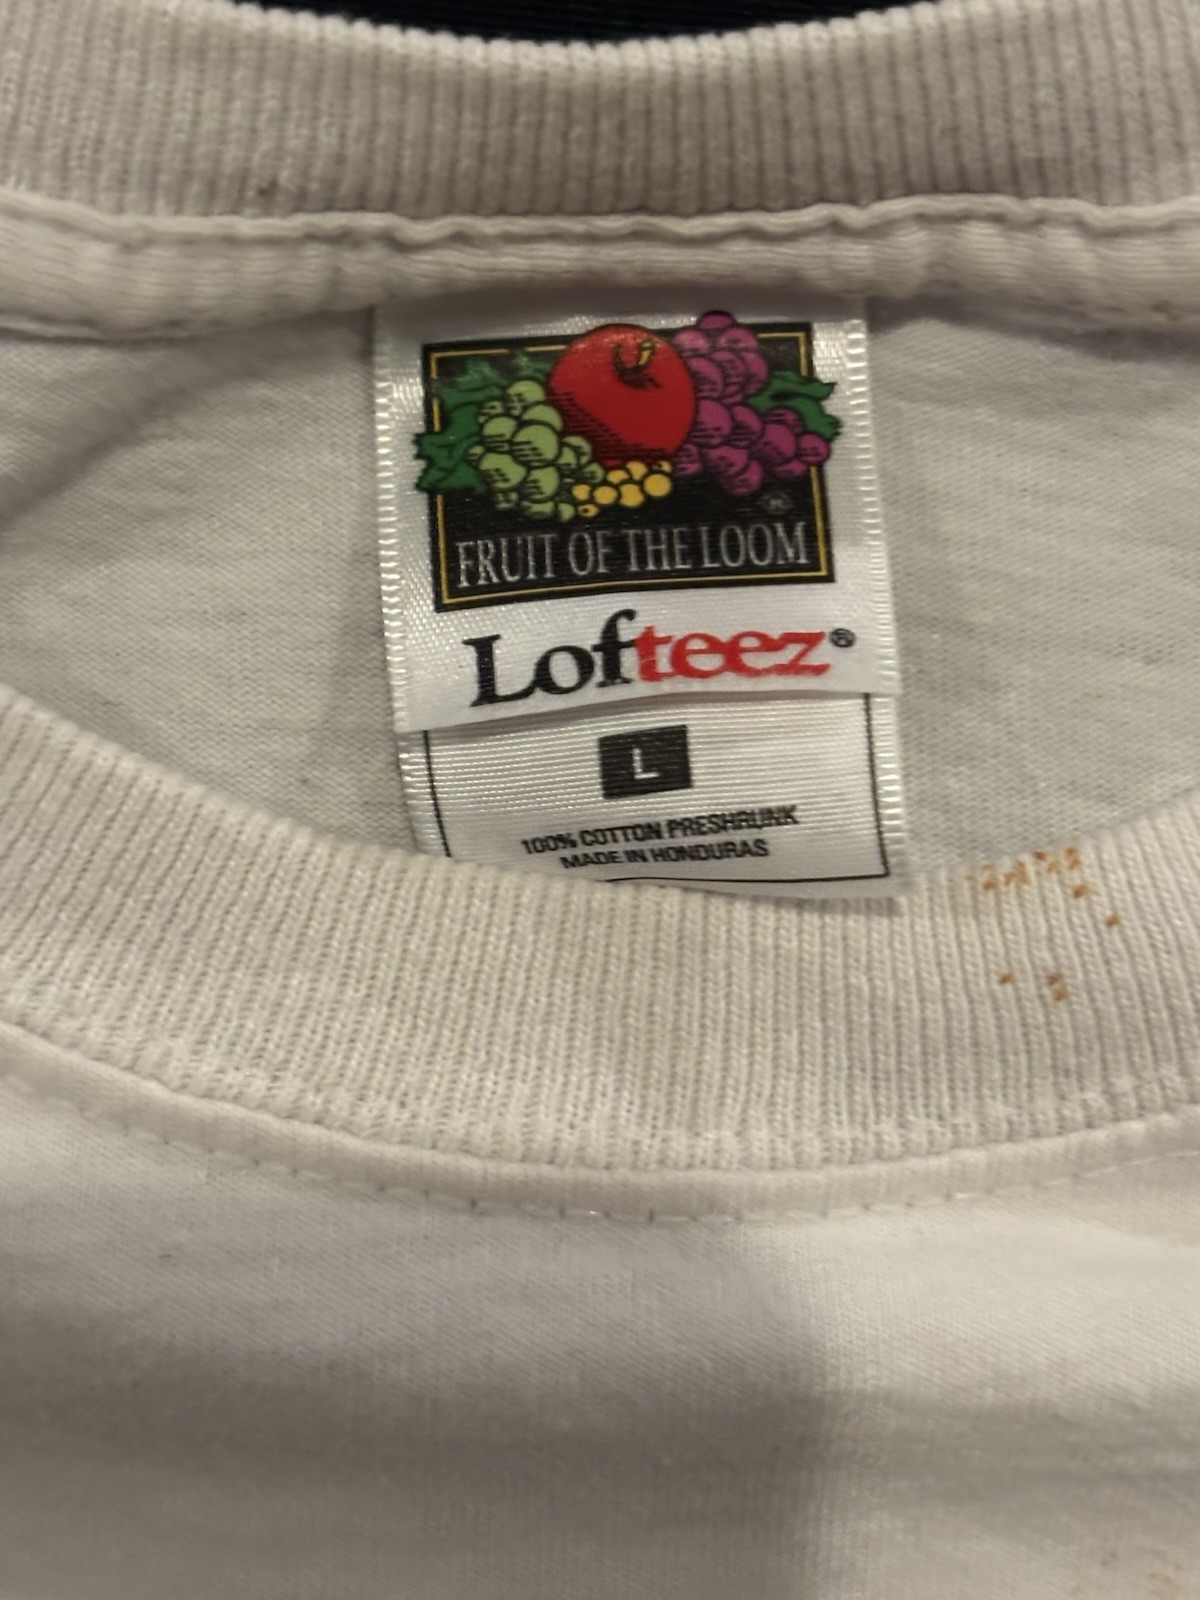 FRUIT OF THE LOOM
Lofteez®
L
100% COTTON PRESHRUNK
MADE IN HONDURAS